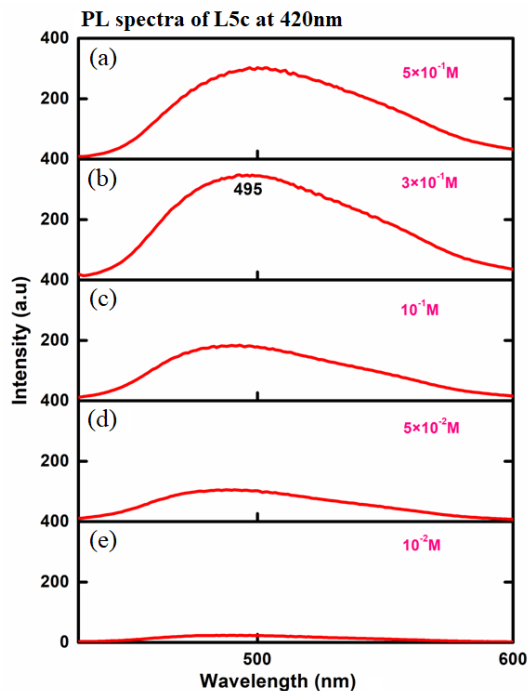 PL spectra of L5c at 420nm
400
(a)
5×10⁻¹M
200
400
(b)
3×10⁻¹M
495
200
400
(c)
10⁻¹M
200
400
(d)
5×10⁻²M
200
400
(e)
10⁻²M
200
0
500
600
Intensity (a.u)
Wavelength (nm)